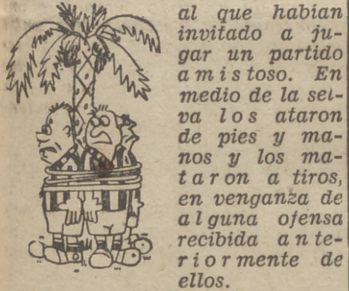 al que habían
invitado a ju-
gar un partido
amistoso. En
medio de la sel-
va los ataron
de pies y ma-
nos y los ma-
taron a tiros,
en venganza de
alguna ofensa
recibida ante-
riormente de
ellos.